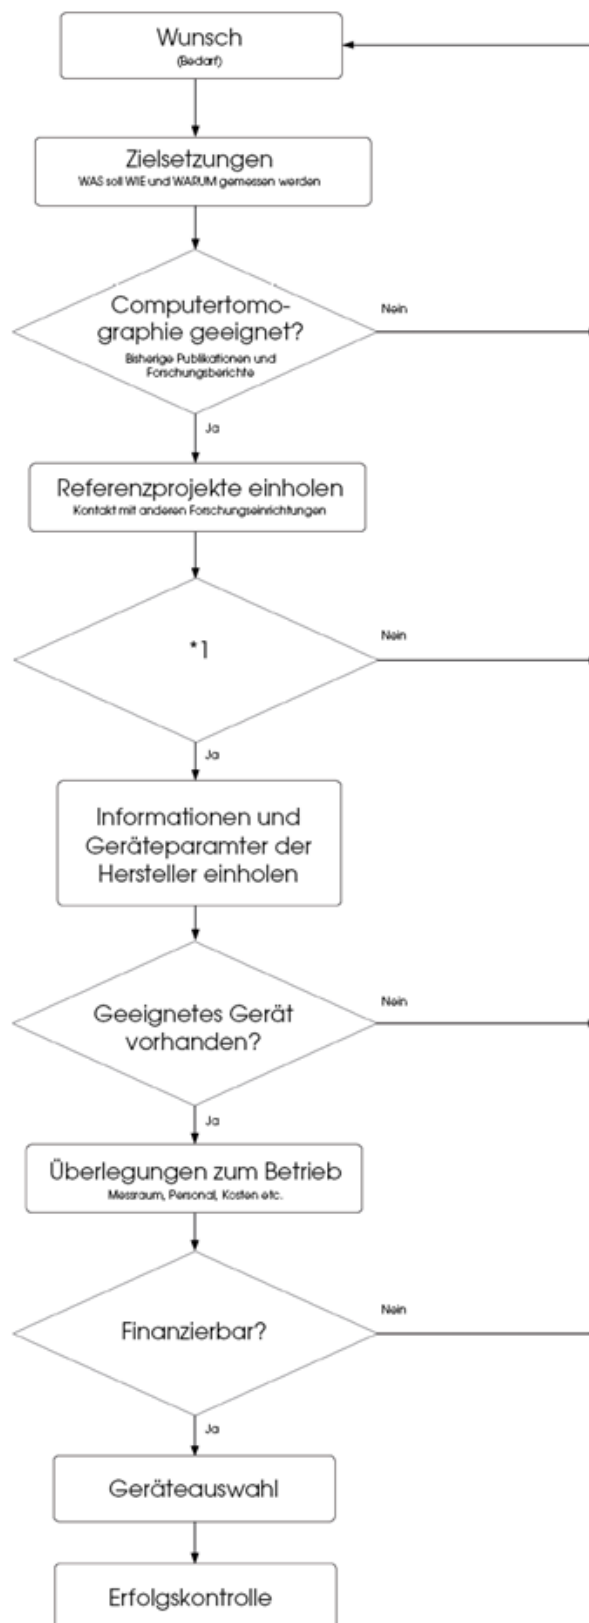 Wunsch
(Bedarf)
Zielsetzungen
WAS soll WIE und WARUM gemessen werden
Computertomo-
graphie geeignet?
Bisherige Publikationen und
Forschungsberichte
Nein
Ja
Referenzprojekte einholen
Kontakt mit anderen Forschungseinrichtungen
*1
Nein
Ja
Informationen und
Geräteparamter der
Hersteller einholen
Geeignetes Gerät
vorhanden?
Nein
Ja
Überlegungen zum Betrieb
Messraum, Personal, Kosten etc.
Finanzierbar?
Nein
Ja
Geräteauswahl
Erfolgskontrolle